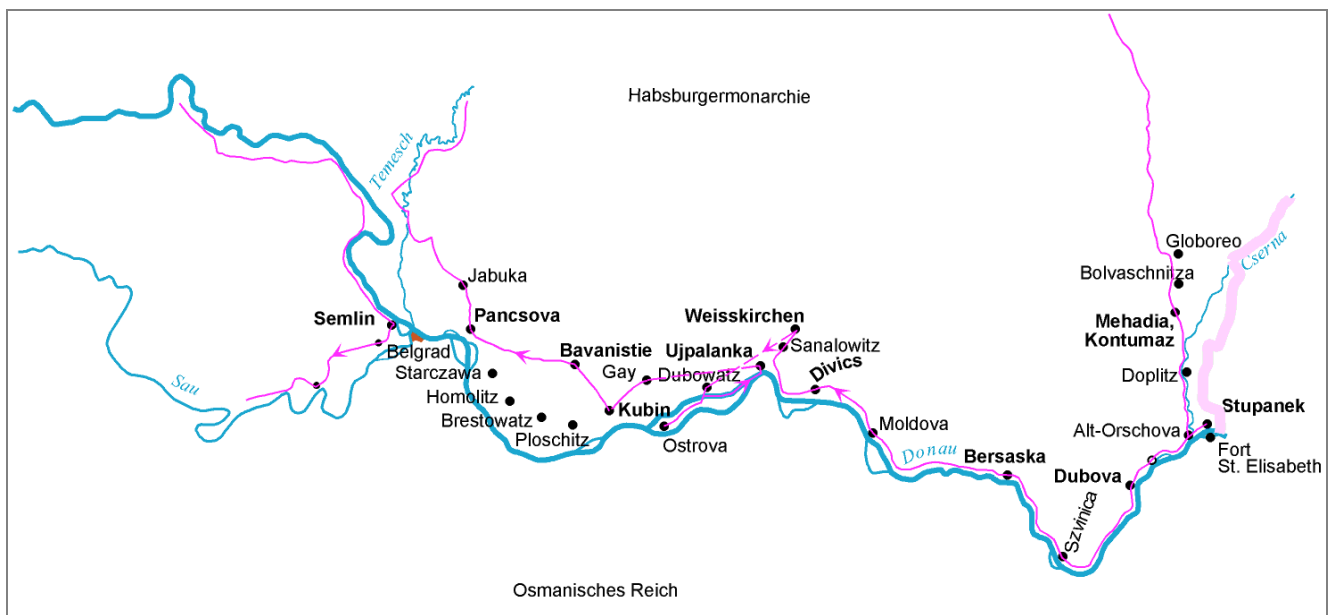 Habsburgermonarchie
Temesch
Globoreo
Cserna
Bolvaschnitza
Jabuka
Semlin
Pancsova
Weisskirchen
Mehadia,
Kontumaz
Sanalowitz
Belgrad
Bavanistie
Ujpalanka
Gay
Starczawa
Dubowatz
Divics
Doplitz
Sau
Homolitz
Kubin
Brestowatz
Stupanek
Ploschitz
Ostrova
Moldova
Alt-Orschova
Donau
Bersaska
Fort
St. Elisabeth
Dubova
Szvinica
Osmanisches Reich